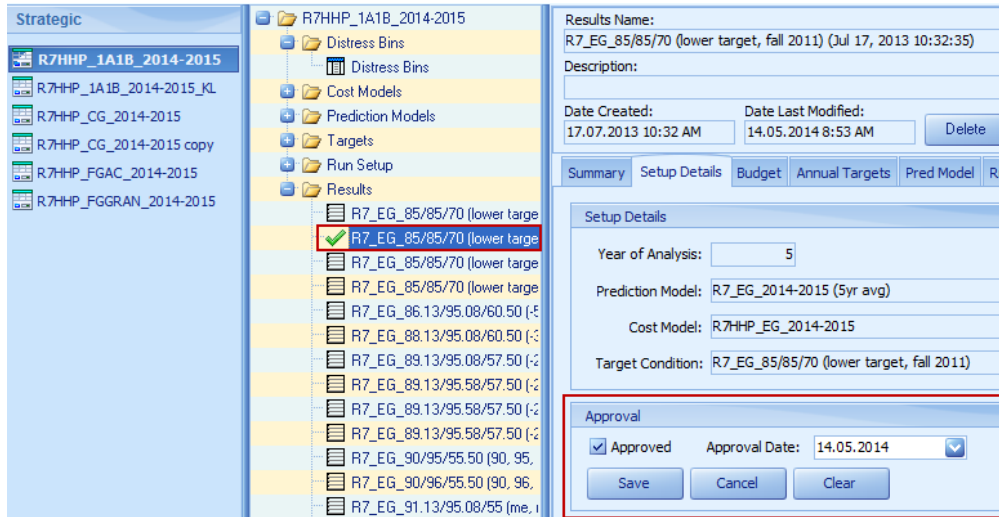 Strategic
R7HHP_1A1B_2014-2015
R7HHP_1A1B_2014-2015_KL
R7HHP_CG_2014-2015
R7HHP_CG_2014-2015 copy
R7HHP_FGAC_2014-2015
R7HHP_FGGRAN_2014-2015
R7HHP_1A1B_2014-2015
Distress Bins
Distress Bins
Cost Models
Prediction Models
Targets
Run Setup
Results
R7_EG_85/85/70 (lower targe
R7_EG_85/85/70 (lower targe
R7_EG_85/85/70 (lower targe
R7_EG_85/85/70 (lower targe
R7_EG_86.13/95.08/60.50 (-5
R7_EG_88.13/95.08/60.50 (-3
R7_EG_89.13/95.08/57.50 (-2
R7_EG_89.13/95.58/57.50 (-2
R7_EG_89.13/95.58/57.50 (-2
R7_EG_89.13/95.58/57.50 (-2
R7_EG_90/95/55.50 (90, 95,
R7_EG_90/96/55.50 (90, 96,
R7_EG_91.13/95.08/55 (me,
Results Name:
R7_EG_85/85/70 (lower target, fall 2011) (Jul 17, 2013 10:32:35)
Description:
Date Created: Date Last Modified:
17.07.2013 10:32 AM 14.05.2014 8:53 AM Delete
Summary Setup Details Budget Annual Targets Pred Model
Setup Details
Year of Analysis: 5
Prediction Model: R7_EG_2014-2015 (5yr avg)
Cost Model: R7HHP_EG_2014-2015
Target Condition: R7_EG_85/85/70 (lower target, fall 2011)
Approval
Approved Approval Date: 14.05.2014
Save Cancel Clear